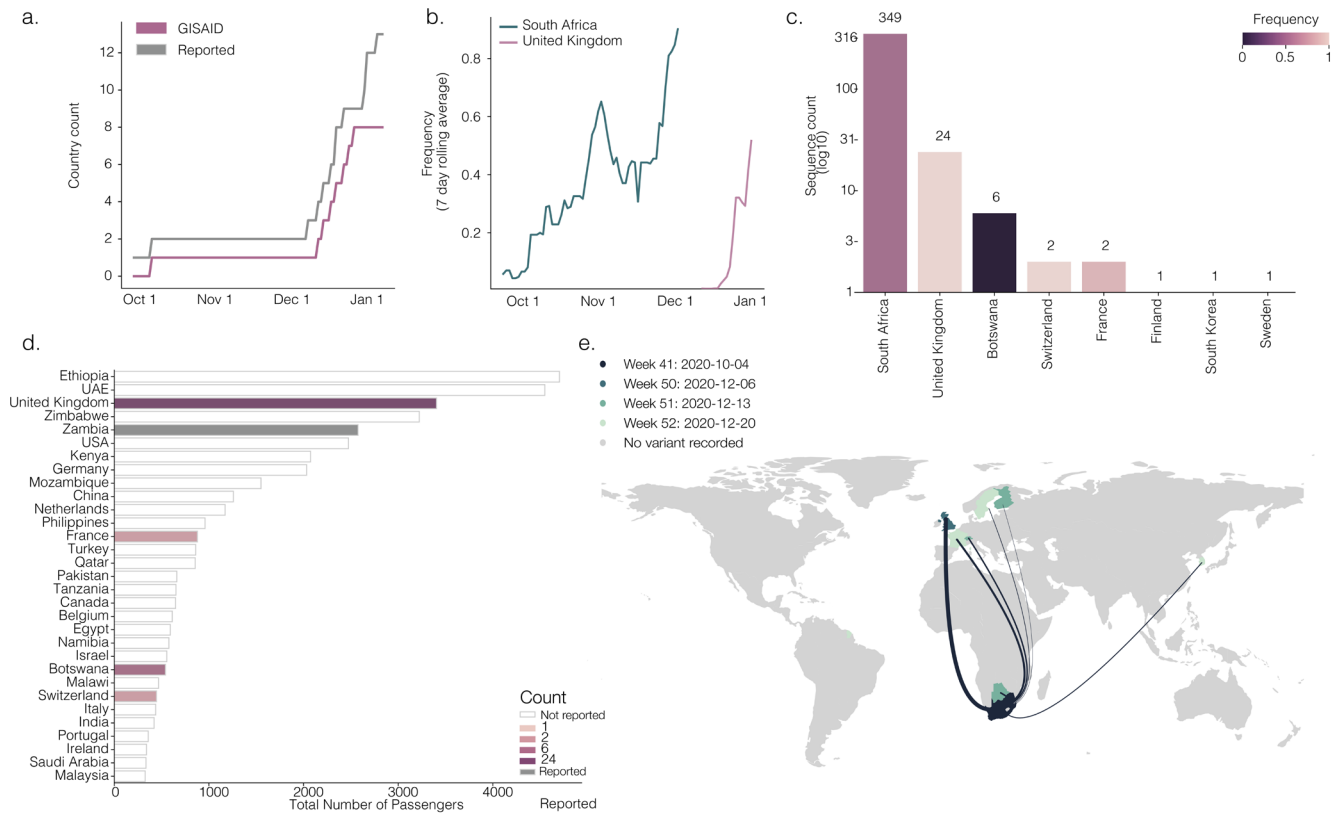 a.
GISAID
Reported
Country count
12
10
8
6
4
2
0
Oct 1
Nov 1
Dec 1
Jan 1
b.
South Africa
United Kingdom
Frequency
(7 day rolling average)
0.8
0.6
0.4
0.2
Oct 1
Nov 1
Dec 1
Jan 1
c.
Frequency
0
0.5
1
Sequence count
(log10)
316-
100-
31-
10-
3-
1
349
24
6
2
2
1
1
1
South Africa
United Kingdom
Botswana
Switzerland
France
Finland
South Korea
Sweden
d.
Ethiopia
UAE
United Kingdom
Zimbabwe
Zambia
USA
Kenya
Germany
Mozambique
China
Netherlands
Philippines
France
Turkey
Qatar
Pakistan
Tanzania
Canada
Belgium
Egypt
Namibia
Israel
Botswana
Malawi
Switzerland
Italy
India
Portugal
Ireland
Saudi Arabia
Malaysia
0
1000
2000
3000
4000
Total Number of Passengers
Reported
Count
Not reported
1
2
6
24
Reported
e.
Week 41: 2020-10-04
Week 50: 2020-12-06
Week 51: 2020-12-13
Week 52: 2020-12-20
No variant recorded